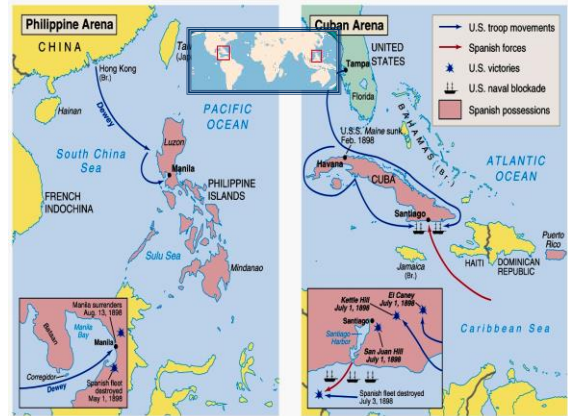 Philippine Arena
CHINA
Hong Kong
(Br.)
Hainan
Dewey
Luzon
PACIFIC
OCEAN
South China
Sea
Manila
FRENCH
INDOCHINA
PHILIPPINE
ISLANDS
Sulu Sea
Mindanao
Manila surrenders
Aug. 13, 1898
Bataan
Manila
Bay
Manila
Corregidor
Dewey
Spanish fleet
destroyed
May 1, 1898
Cuban Arena
UNITED
STATES
Tampa
Florida
U.S. troop movements
Spanish forces
U.S. victories
U.S. naval blockade
Spanish possessions
U.S.S. Maine sunk
Feb. 1898
BAHAMAS (Br.)
ATLANTIC
OCEAN
Havana
CUBA
Santiago
Jamaica
(Br.)
HAITI
DOMINICAN
REPUBLIC
Puerto
Rico
Caribbean Sea
El Caney
July 1, 1898
Kettle Hill
July 1, 1898
Santiago
Santiago
Harbor
San Juan Hill
July 1, 1898
Spanish fleet destroyed
July 3, 1898